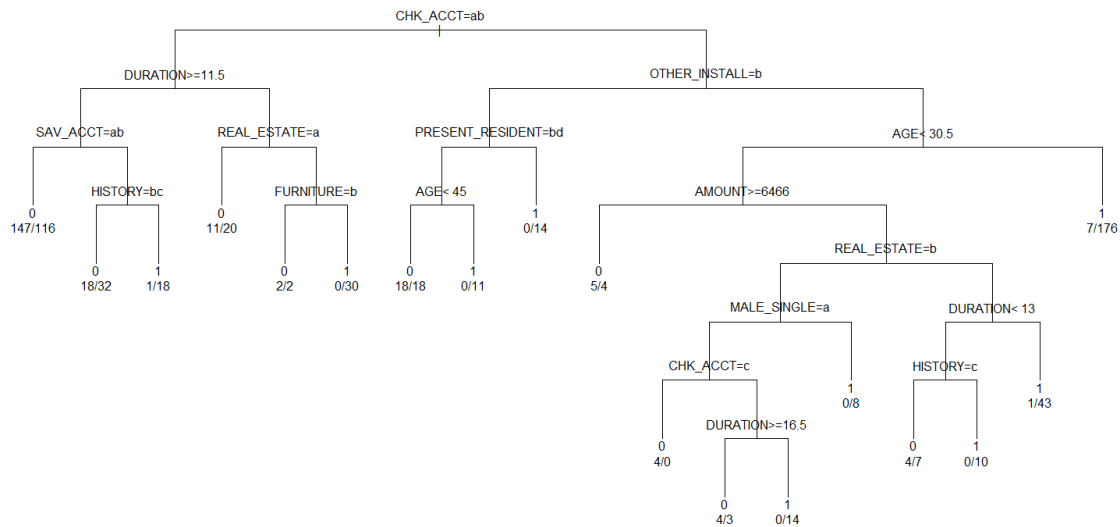 CHK_ACCT=ab
DURATION>=11.5
OTHER_INSTALL=b
SAV_ACCT=ab
REAL_ESTATE=a
PRESENT_RESIDENT=bd
AGE< 30.5
0
147/116
HISTORY=bc
0
11/20
FURNITURE=b
AGE< 45
1
0/14
AMOUNT>=6466
1
7/176
0
18/32
1
1/18
0
2/2
1
0/30
0
18/18
1
0/11
0
5/4
REAL_ESTATE=b
MALE_SINGLE=a
DURATION< 13
CHK_ACCT=c
1
0/8
HISTORY=c
1
1/43
0
4/0
DURATION>=16.5
0
4/7
1
0/10
0
4/3
1
0/14